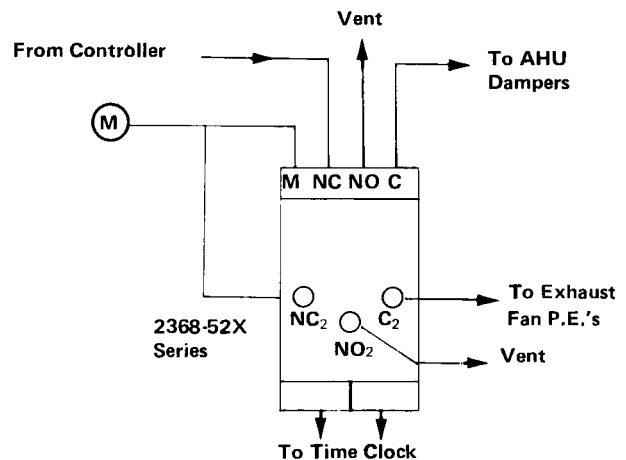 Vent
From Controller
To AHU
Dampers
M
M NC NO C
NC₂
C₂
To Exhaust
Fan P.E.'s
2368-52X
Series
NO₂
Vent
To Time Clock